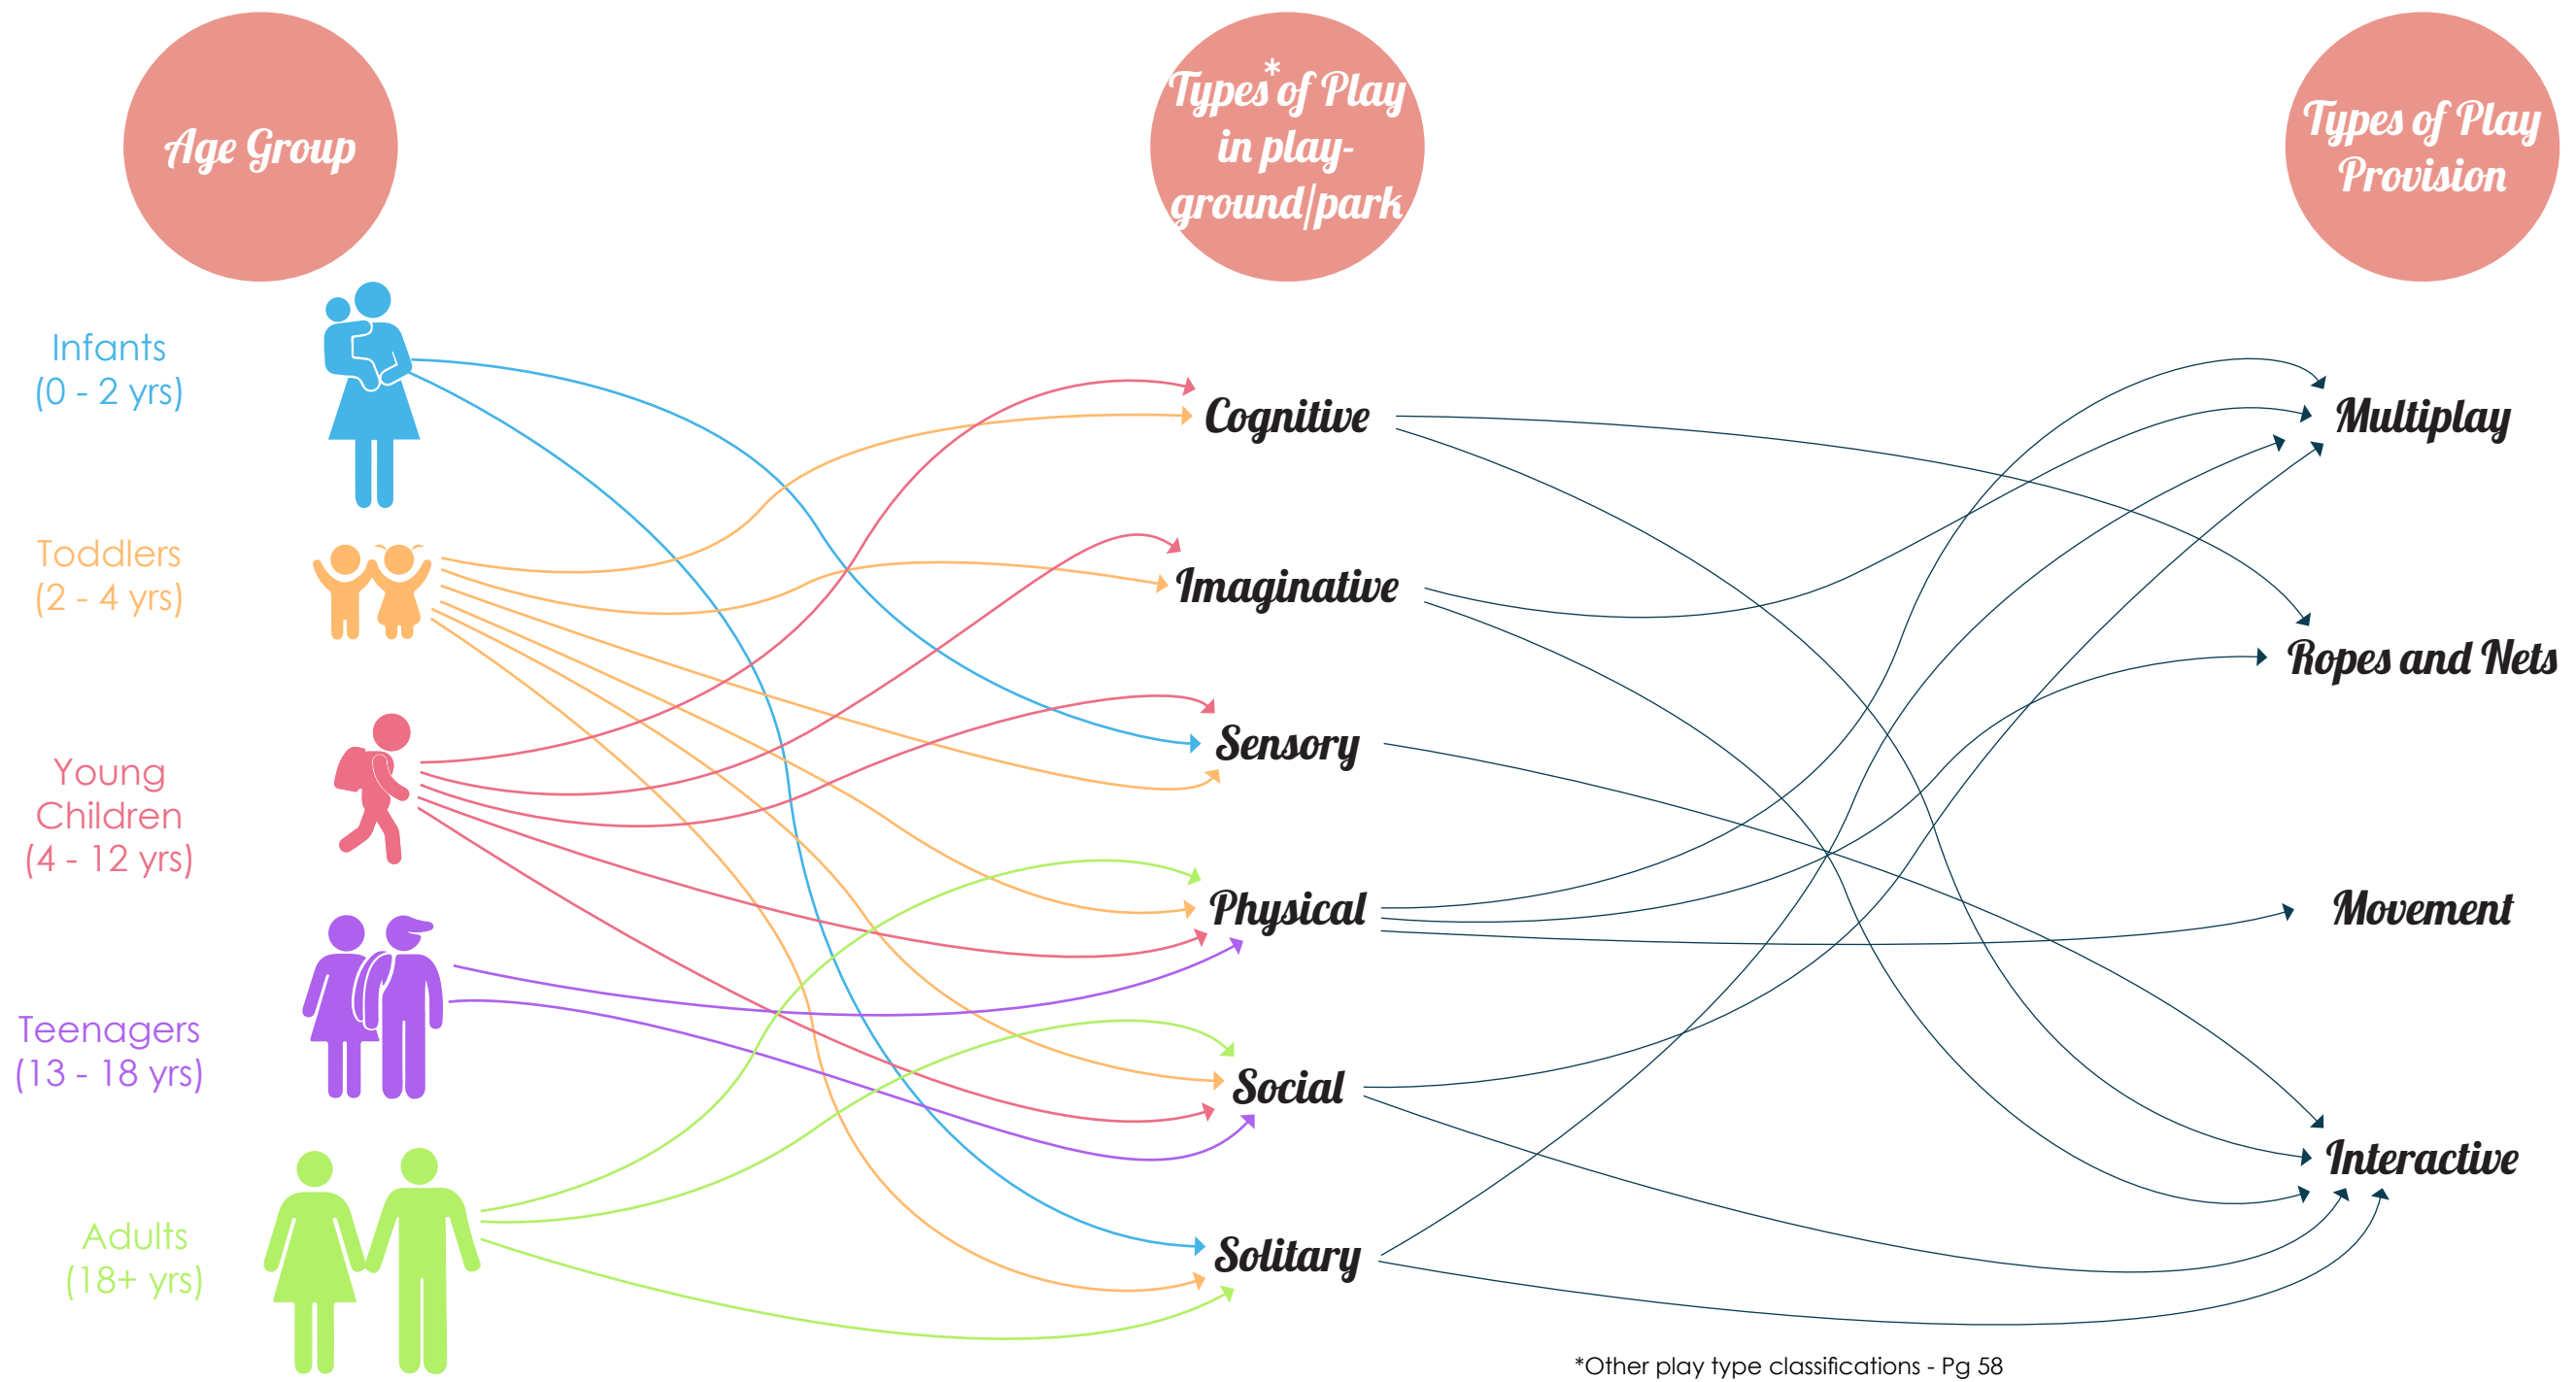 Age Group
Types* of Play
in play-
ground/park
Types of Play
Provision
Infants
(0 - 2 yrs)
Toddlers
(2 - 4 yrs)
Young
Children
(4 - 12 yrs)
Teenagers
(13 - 18 yrs)
Adults
(18+ yrs)
Cognitive
Imaginative
Sensory
Physical
Social
Solitary
Multiplay
Ropes and Nets
Movement
Interactive
*Other play type classifications - Pg 58